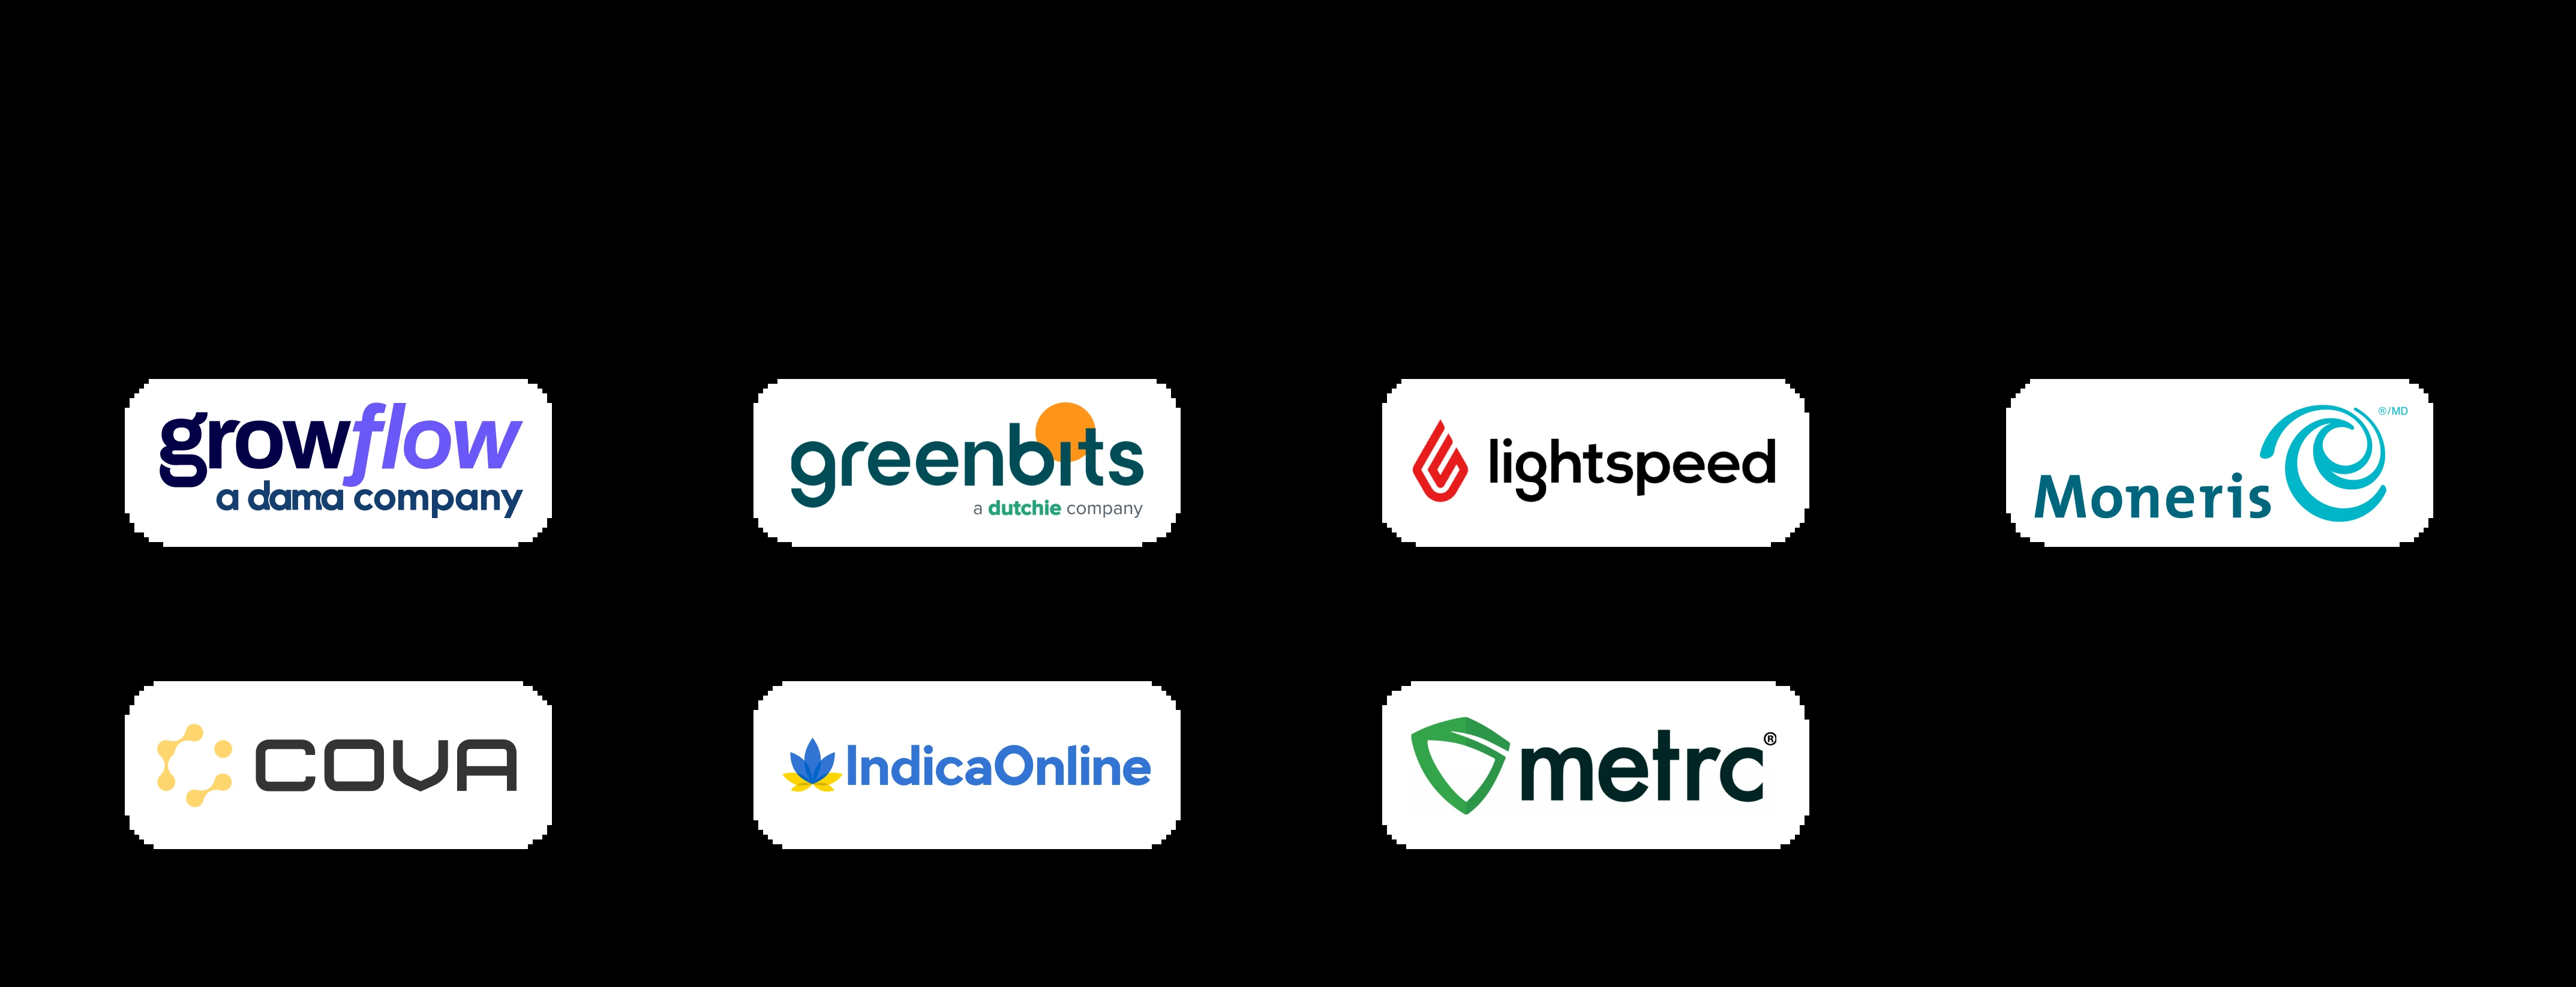 growflow
a dama company
greenbits
a dutchie company
lightspeed
Moneris
®/MD
COVA
IndicaOnline
metrc®